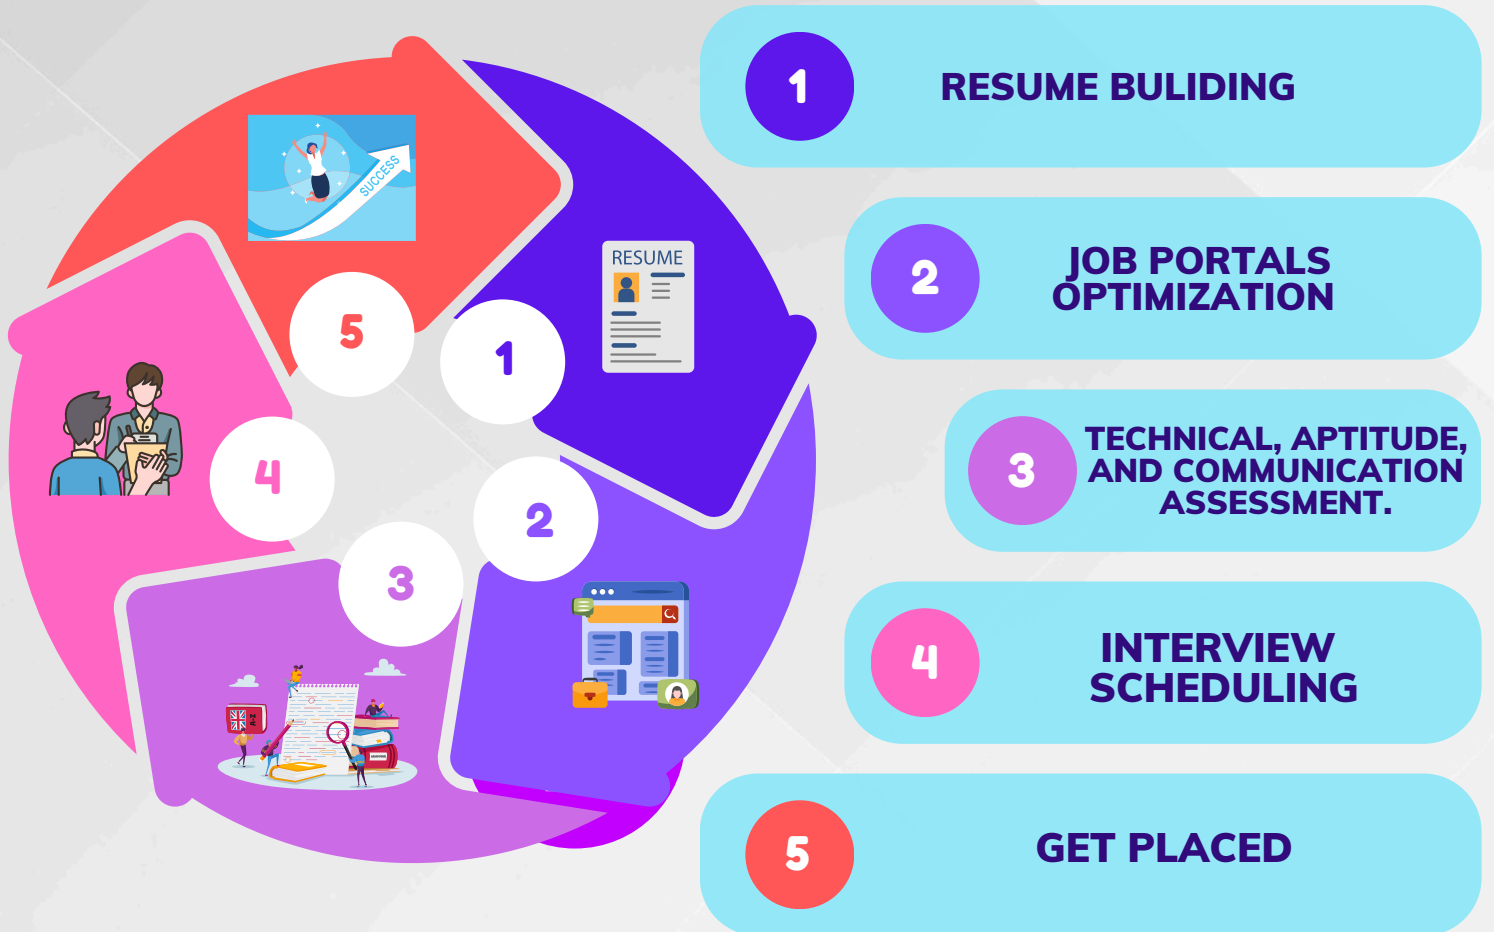 SUCCESS
5
RESUME
1
4
2
3
A-Z
1
RESUME BULIDING
2
JOB PORTALS
OPTIMIZATION
3
TECHNICAL, APTITUDE,
AND COMMUNICATION
ASSESSMENT.
4
INTERVIEW
SCHEDULING
5
GET PLACED